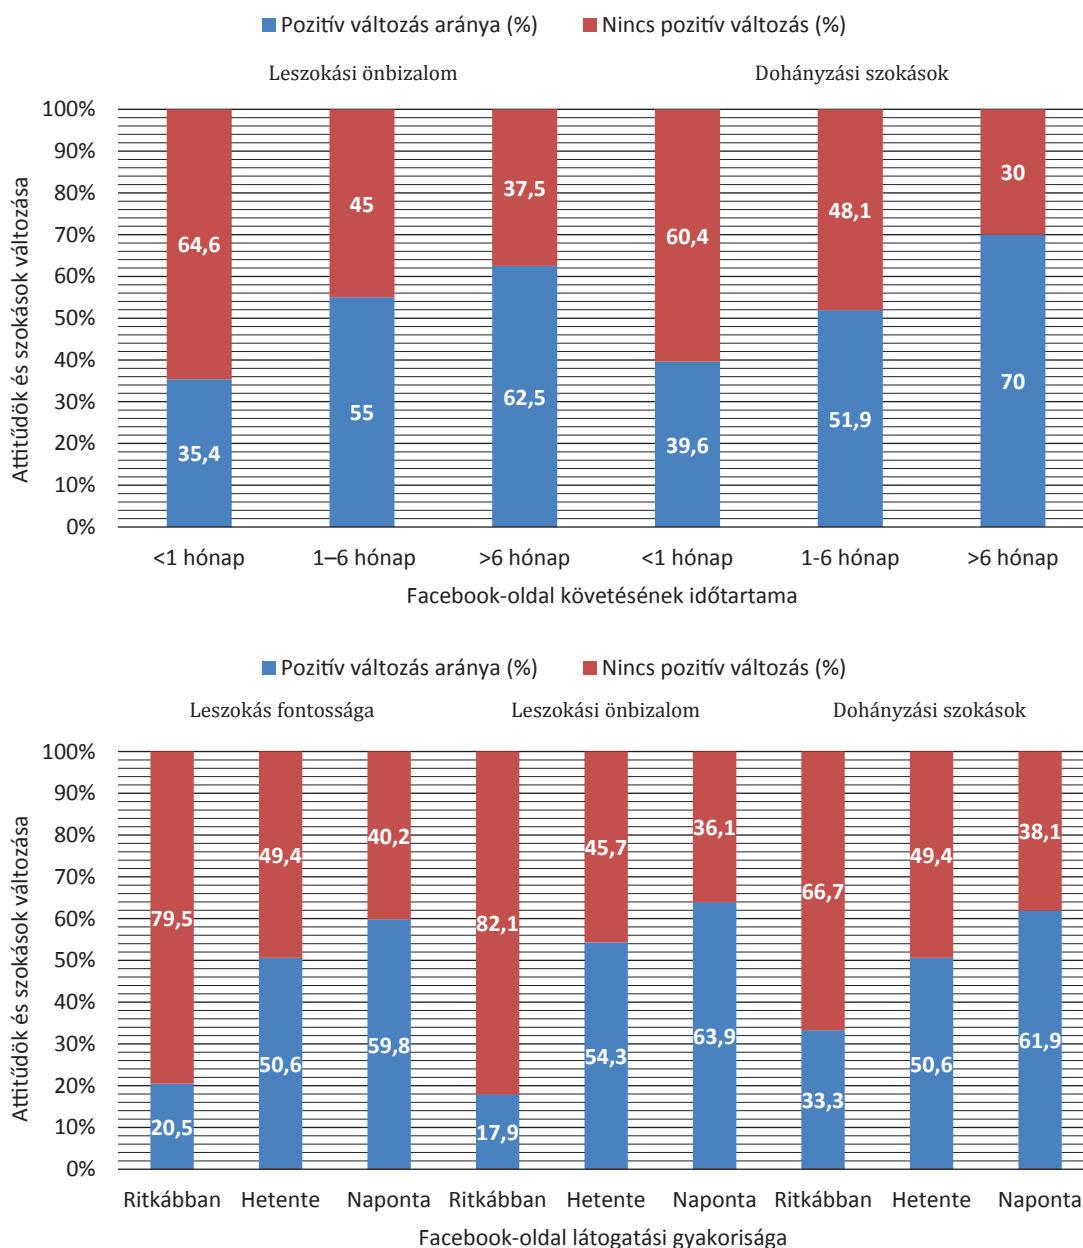 Pozitív változás aránya (%) Nincs pozitív változás (%)
Leszokási önbizalom Dohányzási szokások
100%
90%
80%
70%
60%
50%
40%
30%
20%
10%
0%
Attitűdök és szokások változása
64,6 45 37,5 60,4 48,1 30
35,4 55 62,5 39,6 51,9 70
<1 hónap 1–6 hónap >6 hónap <1 hónap 1-6 hónap >6 hónap
Facebook-oldal követésének időtartama
Pozitív változás aránya (%) Nincs pozitív változás (%)
Leszokás fontossága Leszokási önbizalom Dohányzási szokások
100%
90%
80%
70%
60%
50%
40%
30%
20%
10%
0%
Attitűdök és szokások változása
79,5 49,4 40,2 82,1 45,7 36,1 66,7 49,4 38,1
20,5 50,6 59,8 17,9 54,3 63,9 33,3 50,6 61,9
Ritkábban Hetente Naponta Ritkábban Hetente Naponta Ritkábban Hetente Naponta
Facebook-oldal látogatási gyakorisága